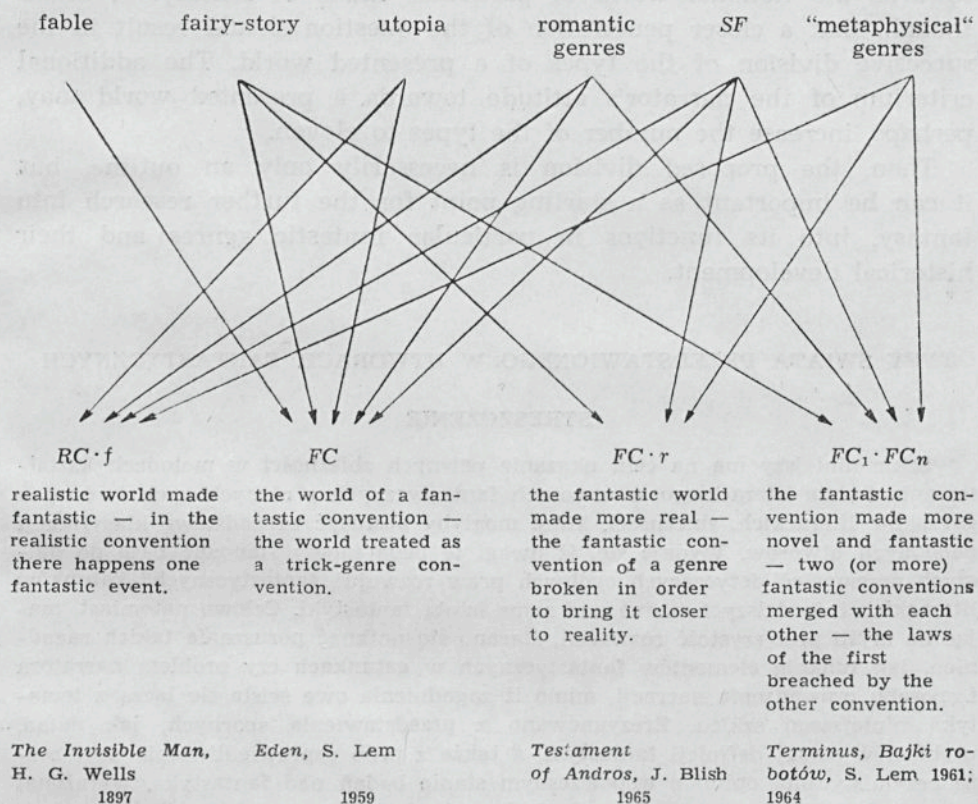 fable fairy-story utopia romantic genres SF "metaphysical" genres
RC · f
realistic world made
fantastic — in the
realistic convention
there happens one
fantastic event.
FC
the world of a fan-
tastic convention —
the world treated as
a trick-genre con-
vention.
FC · r
the fantastic world
made more real —
the fantastic con-
vention of a genre
broken in order
to bring it closer
to reality.
FC₁ · FCn
the fantastic con-
vention made more
novel and fantastic
— two (or more)
fantastic conventions
merged with each
other — the laws
of the first
breached by the
other convention.
The Invisible Man,
H. G. Wells
1897
Eden, S. Lem
1959
Testament
of Andros, J. Blish
1965
Terminus, Bajki ro-
botów, S. Lem 1961;
1964